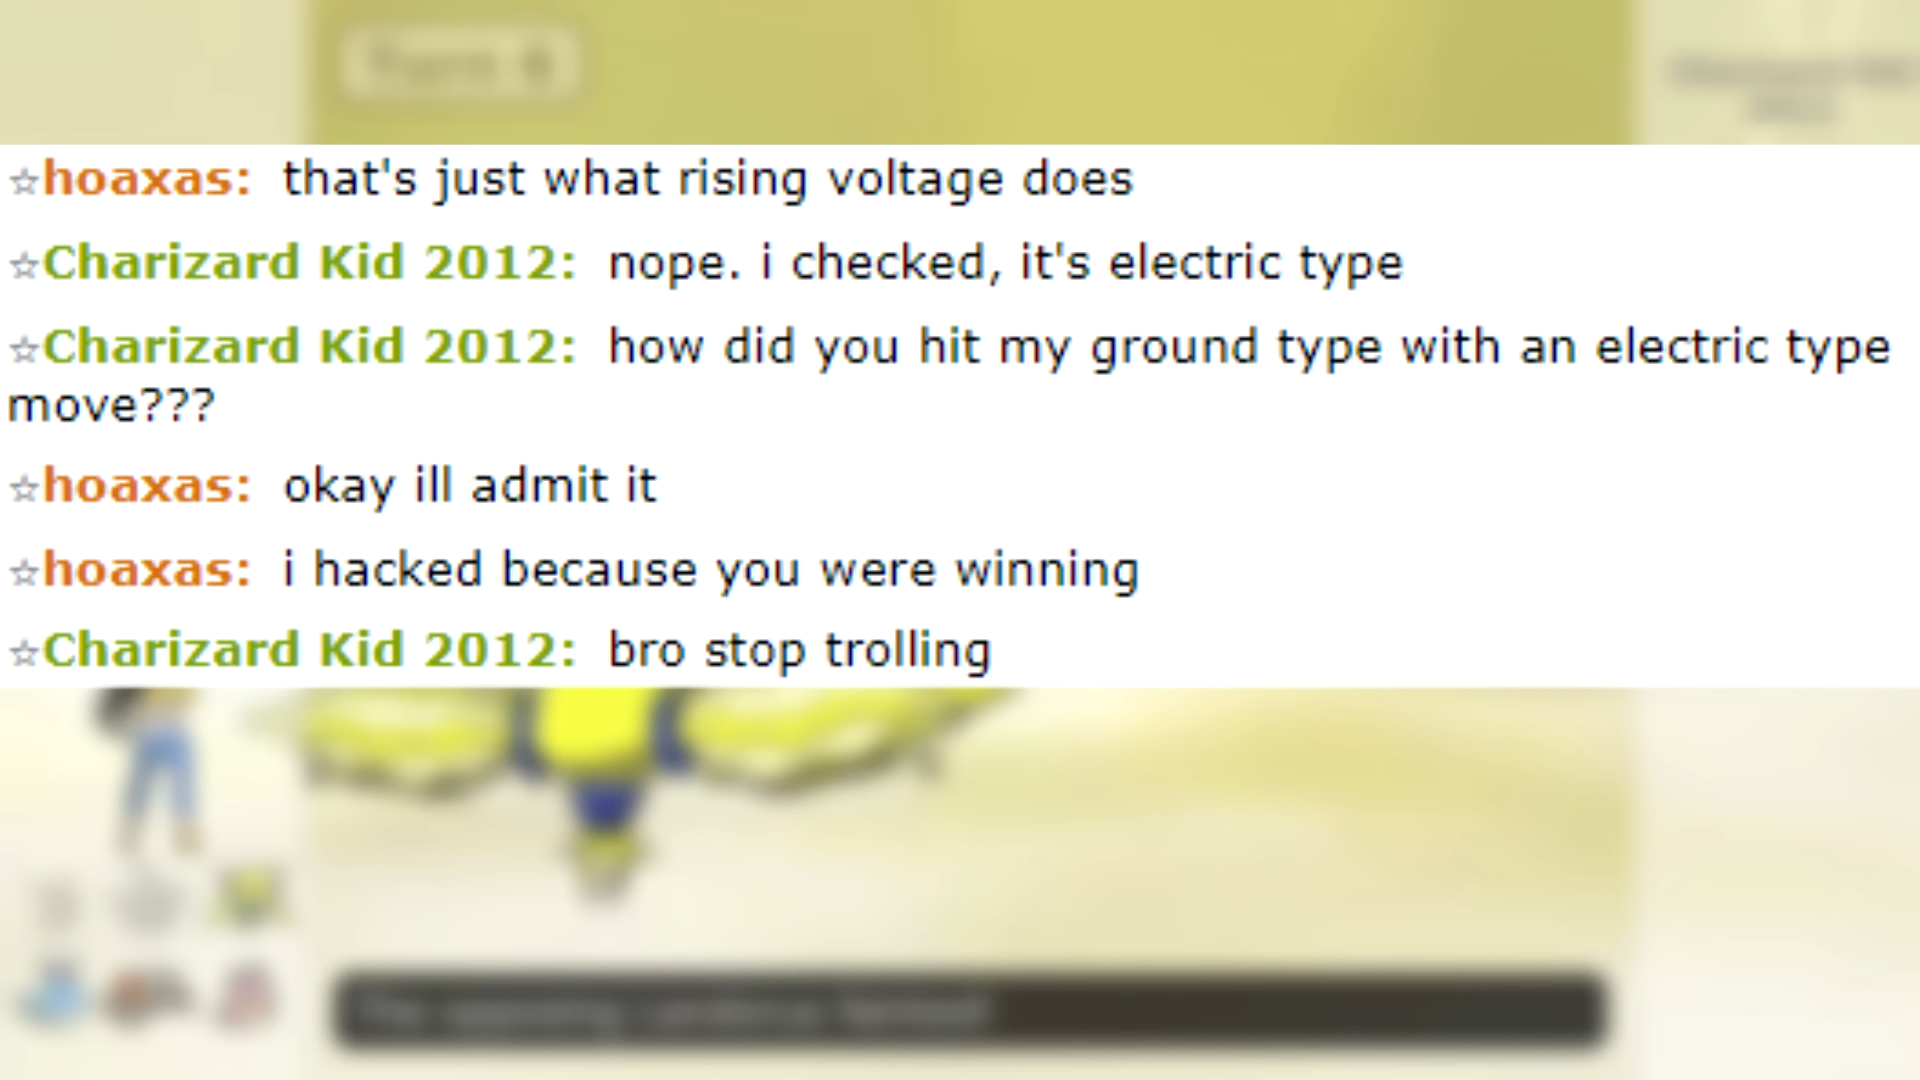 ☆hoaxas: that's just what rising voltage does
☆Charizard Kid 2012: nope. i checked, it's electric type
☆Charizard Kid 2012: how did you hit my ground type with an electric type
move???
☆hoaxas: okay ill admit it
☆hoaxas: i hacked because you were winning
☆Charizard Kid 2012: bro stop trolling